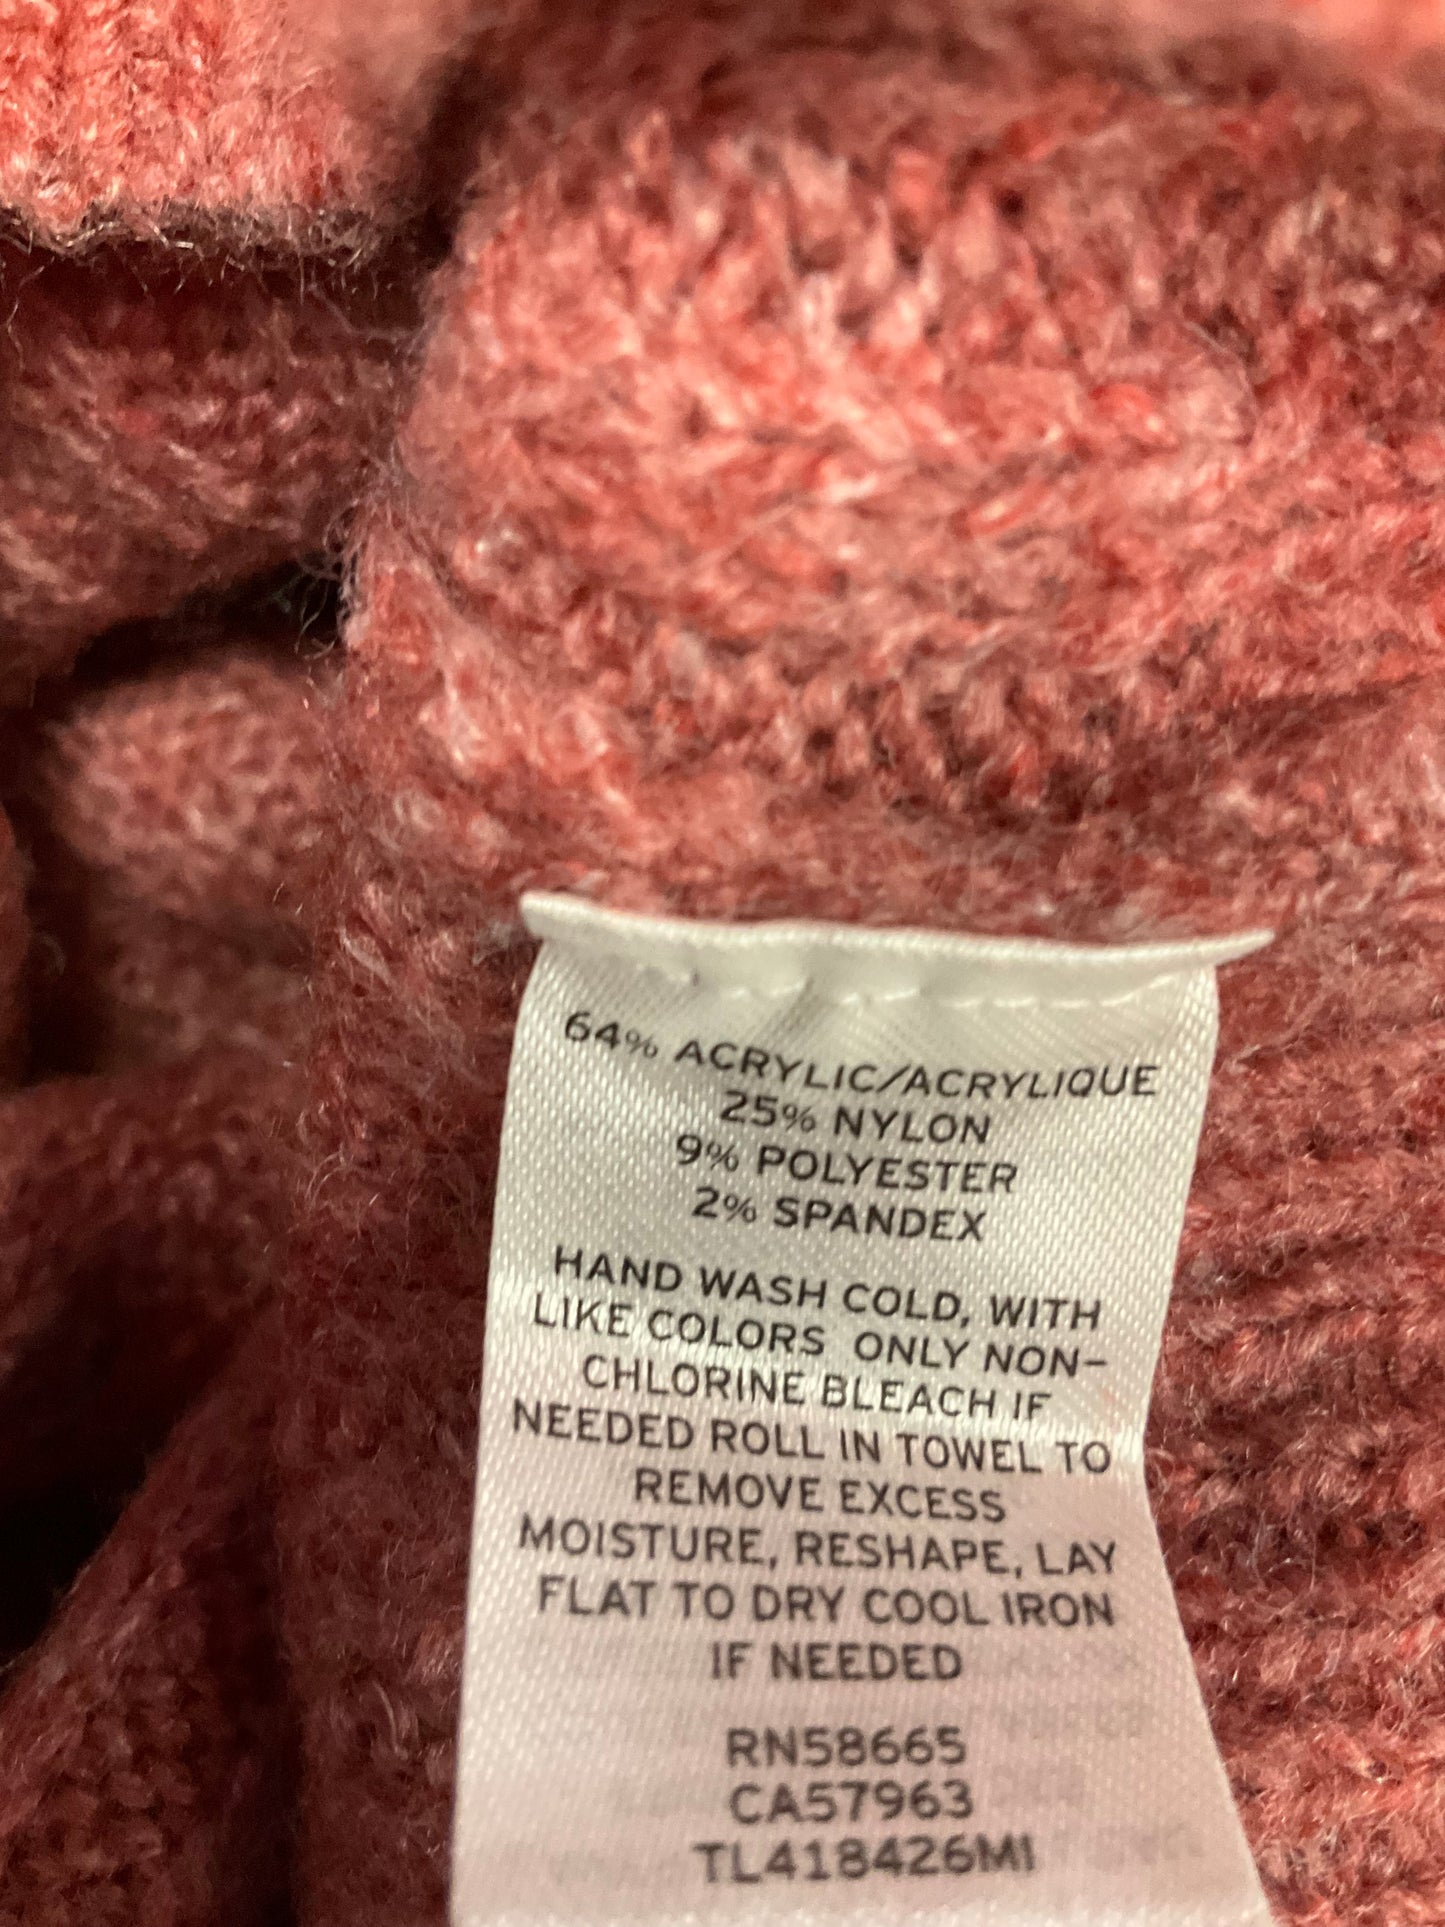 64% ACRYLIC/ACRYLIQUE
25% NYLON
9% POLYESTER
2% SPANDEX
HAND WASH COLD, WITH
LIKE COLORS ONLY NON-
CHLORINE BLEACH IF
NEEDED ROLL IN TOWEL TO
REMOVE EXCESS
MOISTURE, RESHAPE, LAY
FLAT TO DRY COOL IRON
IF NEEDED
RN58665
CA57963
TL418426MI